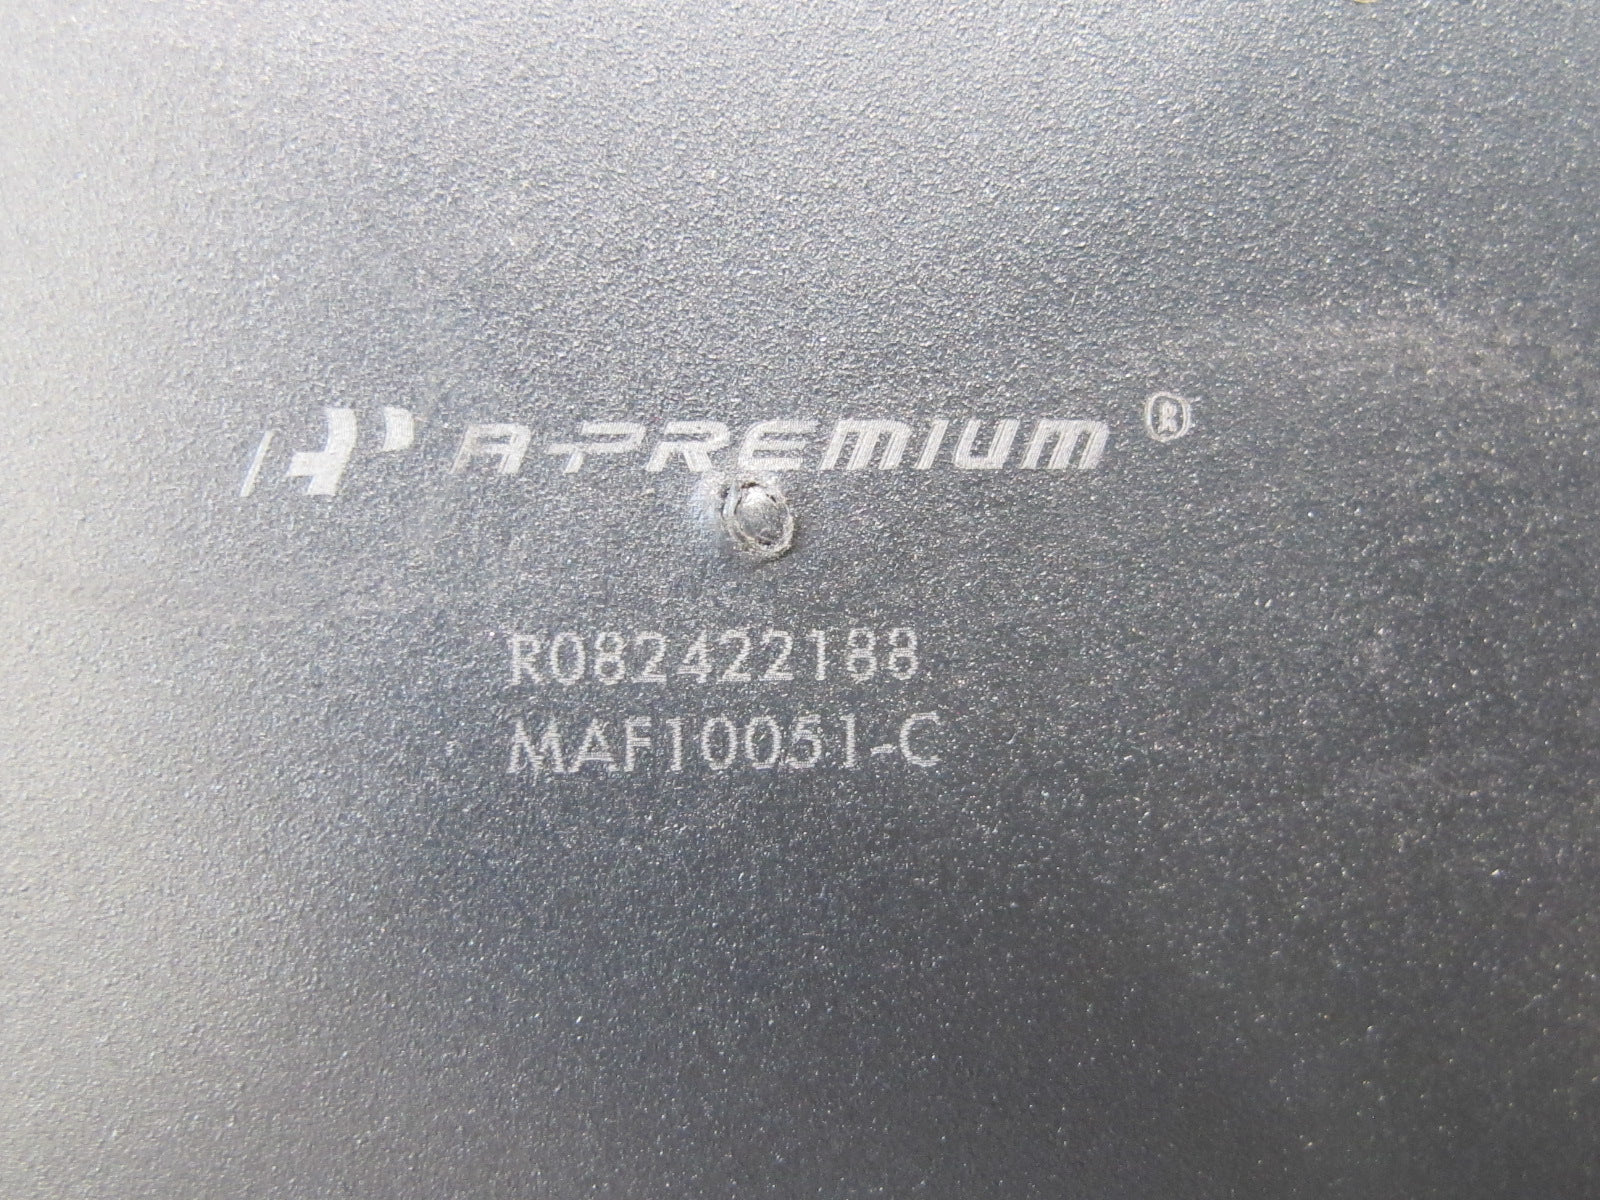 A-PREMIUM ®
R082422188
MAF10051-C